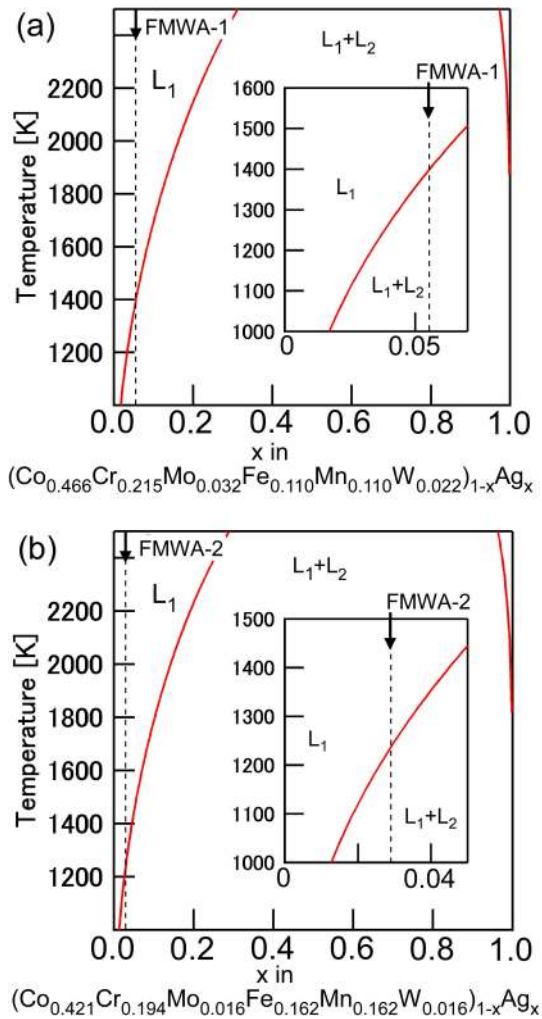 (a)
FMWA-1
L1
L1+L2
FMWA-1
Temperature [K]
2200
2000
1800
1600
1400
1200
1600
1500
1400
1300
1200
1100
1000
L1
L1+L2
0
0.05
0.0
0.2
0.4
0.6
0.8
1.0
x in
(Co0.466Cr0.215Mo0.032Fe0.110Mn0.110W0.022)1-xAgx
(b)
FMWA-2
L1
L1+L2
FMWA-2
Temperature [K]
2200
2000
1800
1600
1400
1200
1500
1400
1300
1200
1100
1000
L1
L1+L2
0
0.04
0.0
0.2
0.4
0.6
0.8
1.0
x in
(Co0.421Cr0.194Mo0.016Fe0.162Mn0.162W0.016)1-xAgx